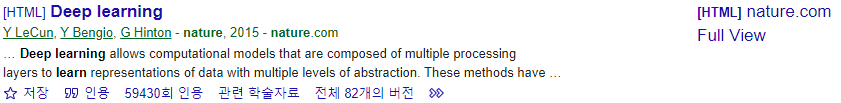 [HTML] Deep learning
[HTML] nature.com
Y LeCun, Y Bengio, G Hinton - nature, 2015 - nature.com
Full View
… Deep learning allows computational models that are composed of multiple processing
layers to learn representations of data with multiple levels of abstraction. These methods have …
저장 인용 59430회 인용 관련 학술자료 전체 82개의 버전